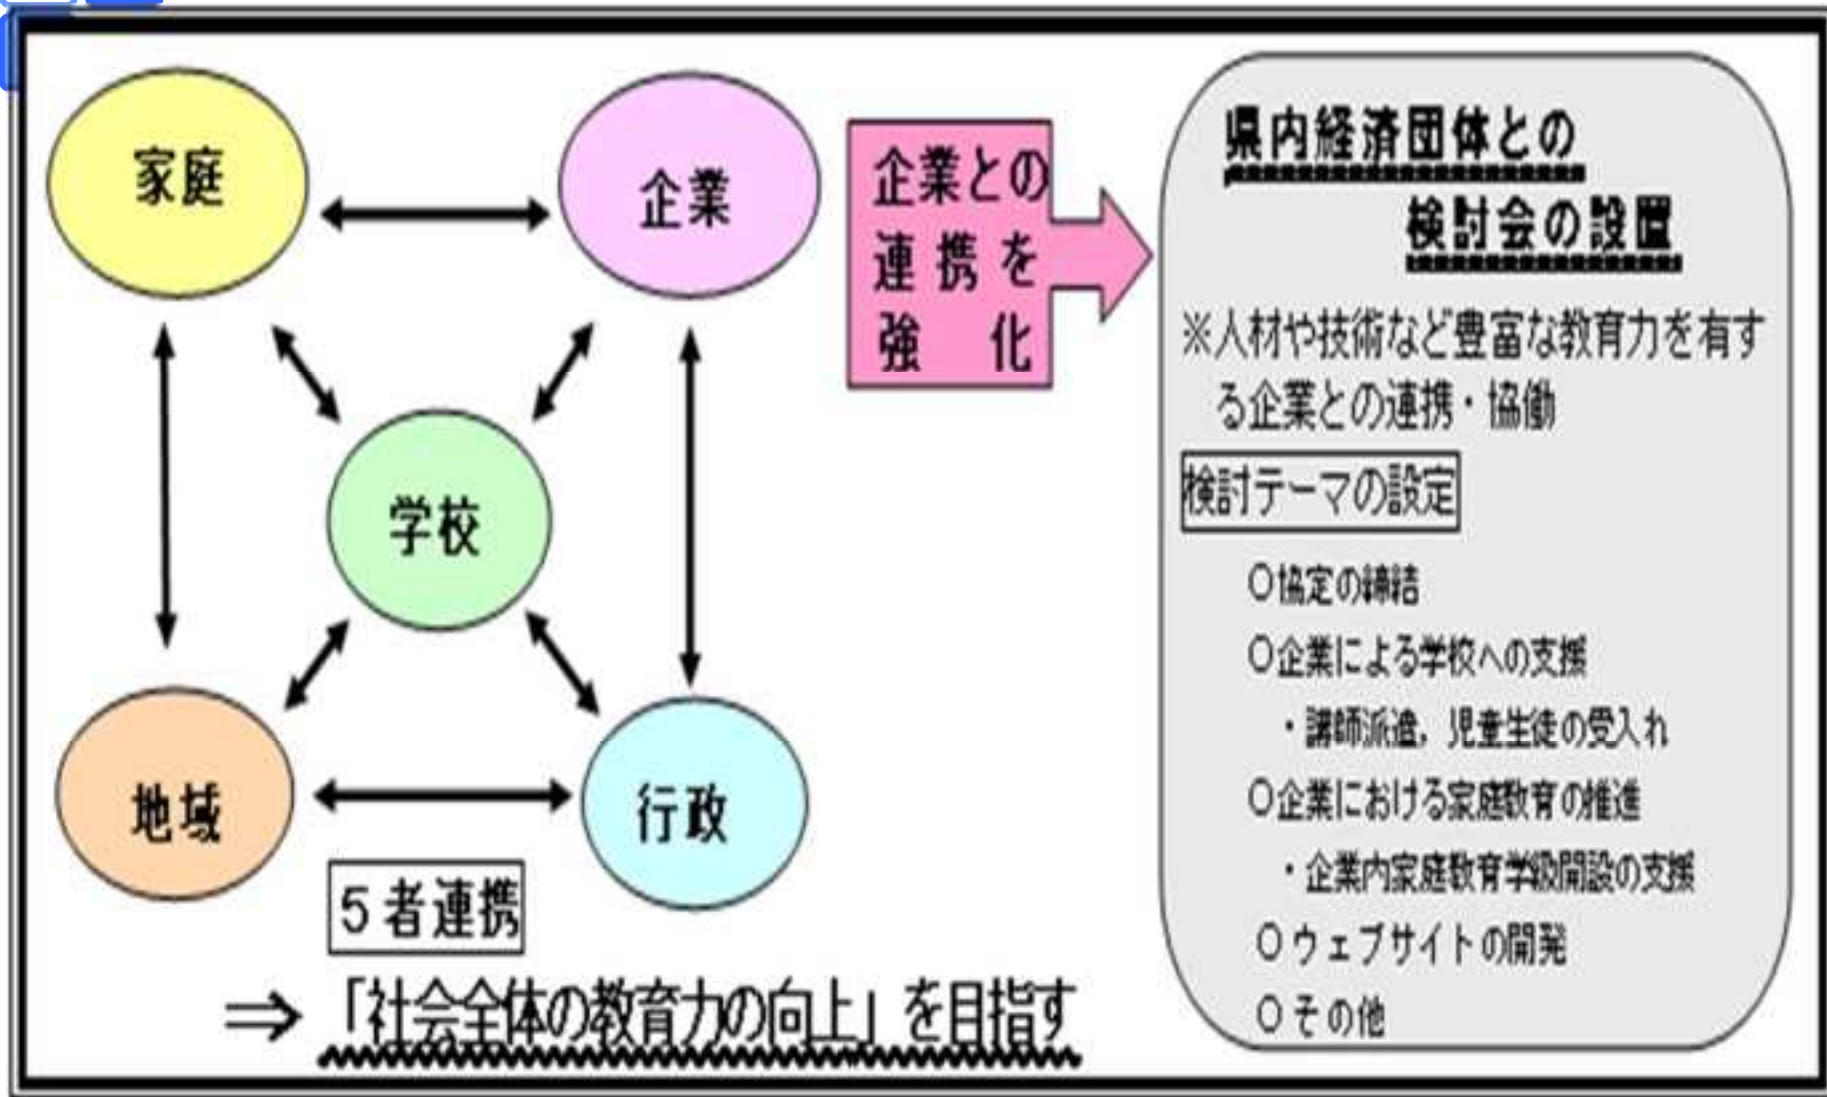 家庭
企業
学校
地域
行政
5者連携
⇒「社会全体の教育力の向上」を目指す
企業との
連携を
強化
県内経済団体との
検討会の設置
※人材や技術など豊富な教育力を有す
る企業との連携・協働
検討テーマの設定
○協定の締結
○企業による学校への支援
・講師派遣，児童生徒の受入れ
○企業における家庭教育の推進
・企業内家庭教育学級開設の支援
○ウェブサイトの開発
○その他